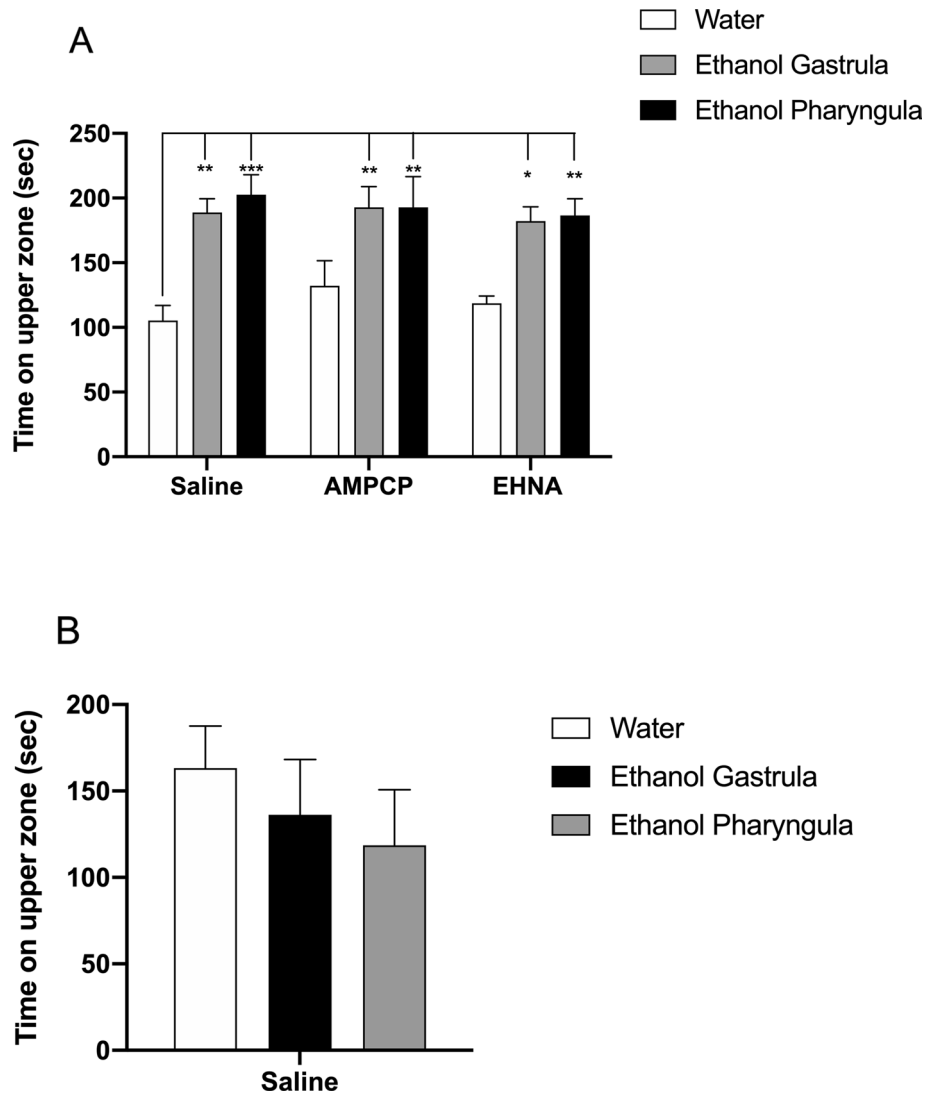 A
Water
Ethanol Gastrula
Ethanol Pharyngula
Time on upper zone (sec)
250
200
150
100
50
0
** *** ** ** * **
Saline AMPCP EHNA
B
Time on upper zone (sec)
200
150
100
50
0
Water
Ethanol Gastrula
Ethanol Pharyngula
Saline